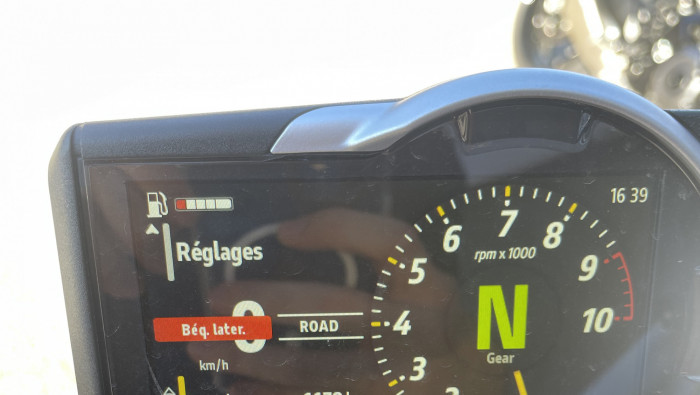 16 39
Réglages
7
6
8
rpm x 1000
5
9
N
0
Béq. later.
ROAD
4
10
Gear
km/h
3